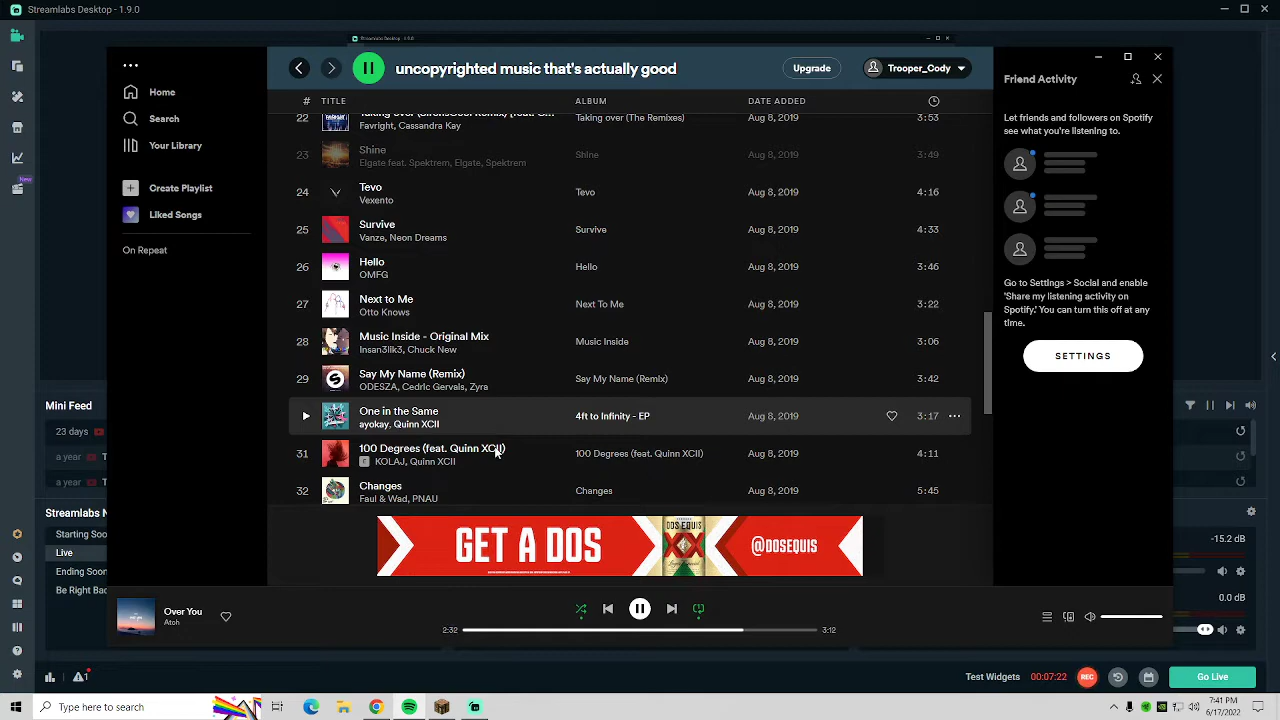 Streamlabs Desktop - 1.9.0
Streamlabs Desktop - 1.9.0
uncopyrighted music that's actually good
Upgrade
Trooper_Cody
Home
Search
Your Library
Create Playlist
Liked Songs
On Repeat
# TITLE ALBUM DATE ADDED
22 Favright, Cassandra Kay Taking over (The Remixes) Aug 8, 2019 3:53
23 Shine Elgate feat. Spektrem, Elgate, Spektrem Shine Aug 8, 2019 3:49
24 Tevo Vexento Tevo Aug 8, 2019 4:16
25 Survive Vanze, Neon Dreams Survive Aug 8, 2019 4:33
26 Hello OMFG Hello Aug 8, 2019 3:46
27 Next to Me Otto Knows Next To Me Aug 8, 2019 3:22
28 Music Inside - Original Mix Insan3lik3, Chuck New Music Inside Aug 8, 2019 3:06
29 Say My Name (Remix) ODESZA, Cedric Gervais, Zyra Say My Name (Remix) Aug 8, 2019 3:42
One in the Same ayokay, Quinn XCII 4ft to Infinity - EP Aug 8, 2019 3:17
31 100 Degrees (feat. Quinn XCII) E KOLAJ, Quinn XCII 100 Degrees (feat. Quinn XCII) Aug 8, 2019 4:11
32 Changes Faul & Wad, PNAU Changes Aug 8, 2019 5:45
GET A DOS XX @DOSEQUIS
Friend Activity
Let friends and followers on Spotify
see what you're listening to.
Go to Settings > Social and enable
'Share my listening activity on
Spotify.' You can turn this off at any
time.
SETTINGS
Over You
Atoh
2:32 3:12
New
Mini Feed
23 days
a year
a year
Streamlabs
Starting Soo
Live
Ending Soon
Be Right Bac
-15.2 dB
0.0 dB
Test Widgets 00:07:22 REC Go Live
Type here to search
7:41 PM
6/17/2022